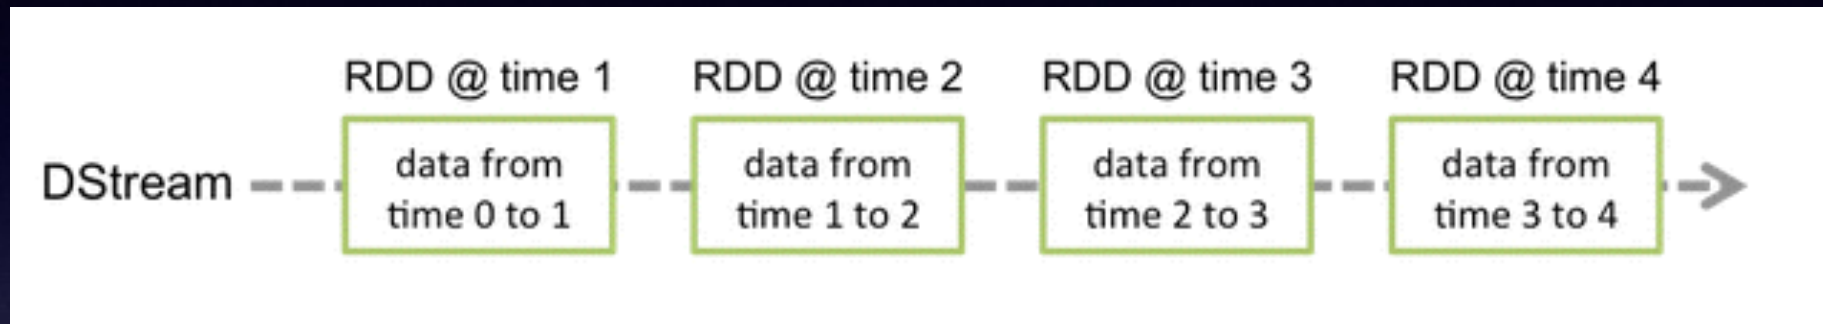 RDD @ time 1
RDD @ time 2
RDD @ time 3
RDD @ time 4
DStream
data from
time 0 to 1
data from
time 1 to 2
data from
time 2 to 3
data from
time 3 to 4